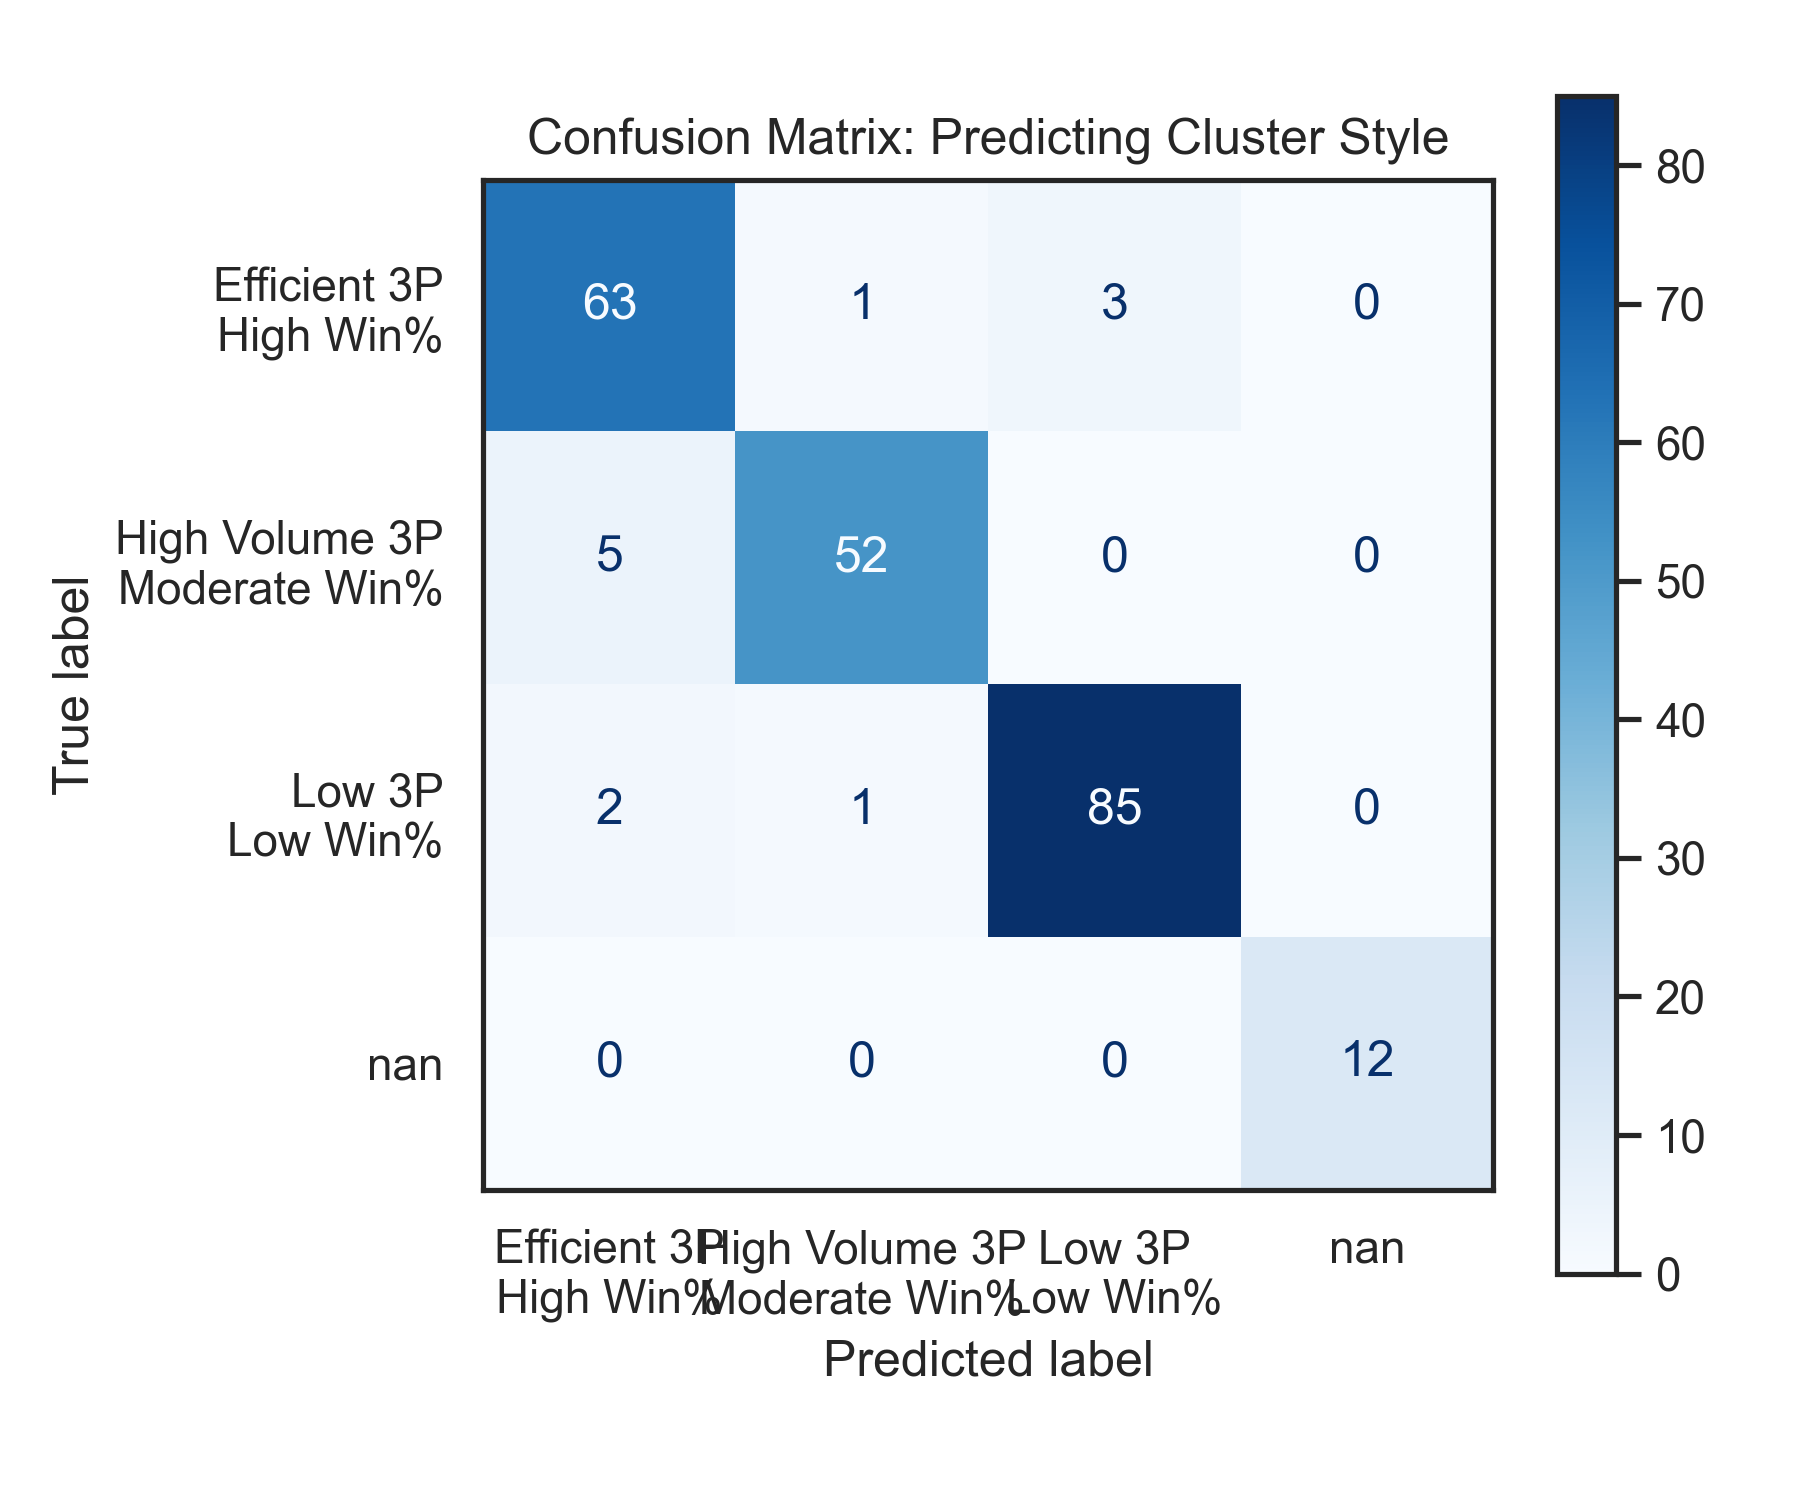 Confusion Matrix: Predicting Cluster Style
True label
Efficient 3P
High Win%
63 1 3 0
High Volume 3P
Moderate Win%
5 52 0 0
Low 3P
Low Win%
2 1 85 0
nan
0 0 0 12
Efficient 3P
High Win%
High Volume 3P
Moderate Win%
Low 3P
Low Win%
nan
Predicted label
80
70
60
50
40
30
20
10
0